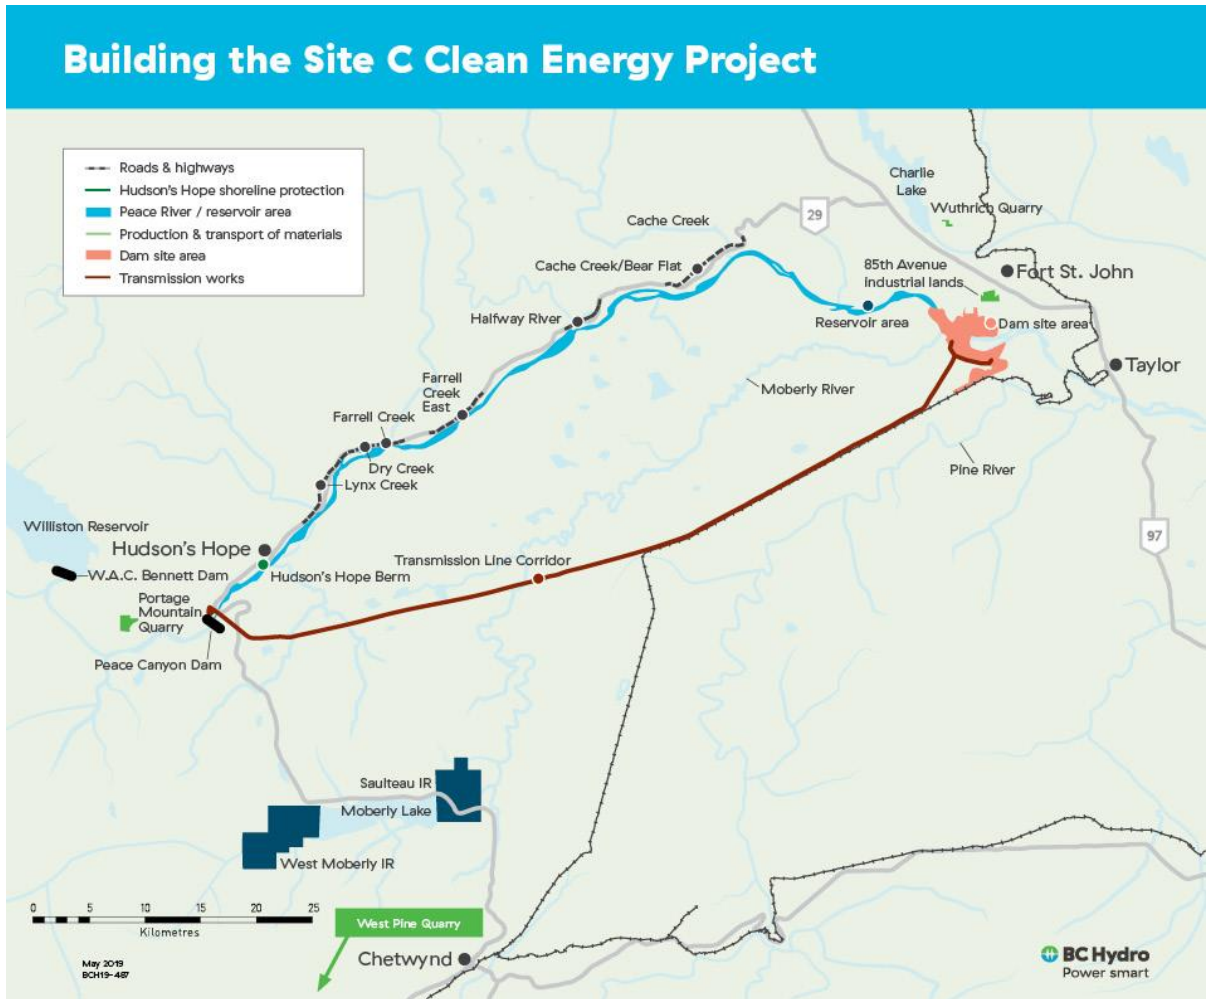 Building the Site C Clean Energy Project
Roads & highways
Hudson's Hope shoreline protection
Peace River / reservoir area
Production & transport of materials
Dam site area
Transmission works
Charlie
Lake
Wuthrich Quarry
29
Cache Creek
Cache Creek/Bear Flat
85th Avenue
industrial lands
Fort St. John
Halfway River
Reservoir area
Dam site area
Taylor
Moberly River
Farrell
Creek
East
Farrell Creek
Dry Creek
Lynx Creek
Pine River
Williston Reservoir
Hudson's Hope
97
W.A.C. Bennett Dam
Hudson's Hope Berm
Transmission Line Corridor
Portage
Mountain
Quarry
Peace Canyon Dam
Saulteau IR
Moberly Lake
West Moberly IR
0 5 10 15 20 25
Kilometres
West Pine Quarry
Chetwynd
May 2019
BCH19-487
BC Hydro
Power smart